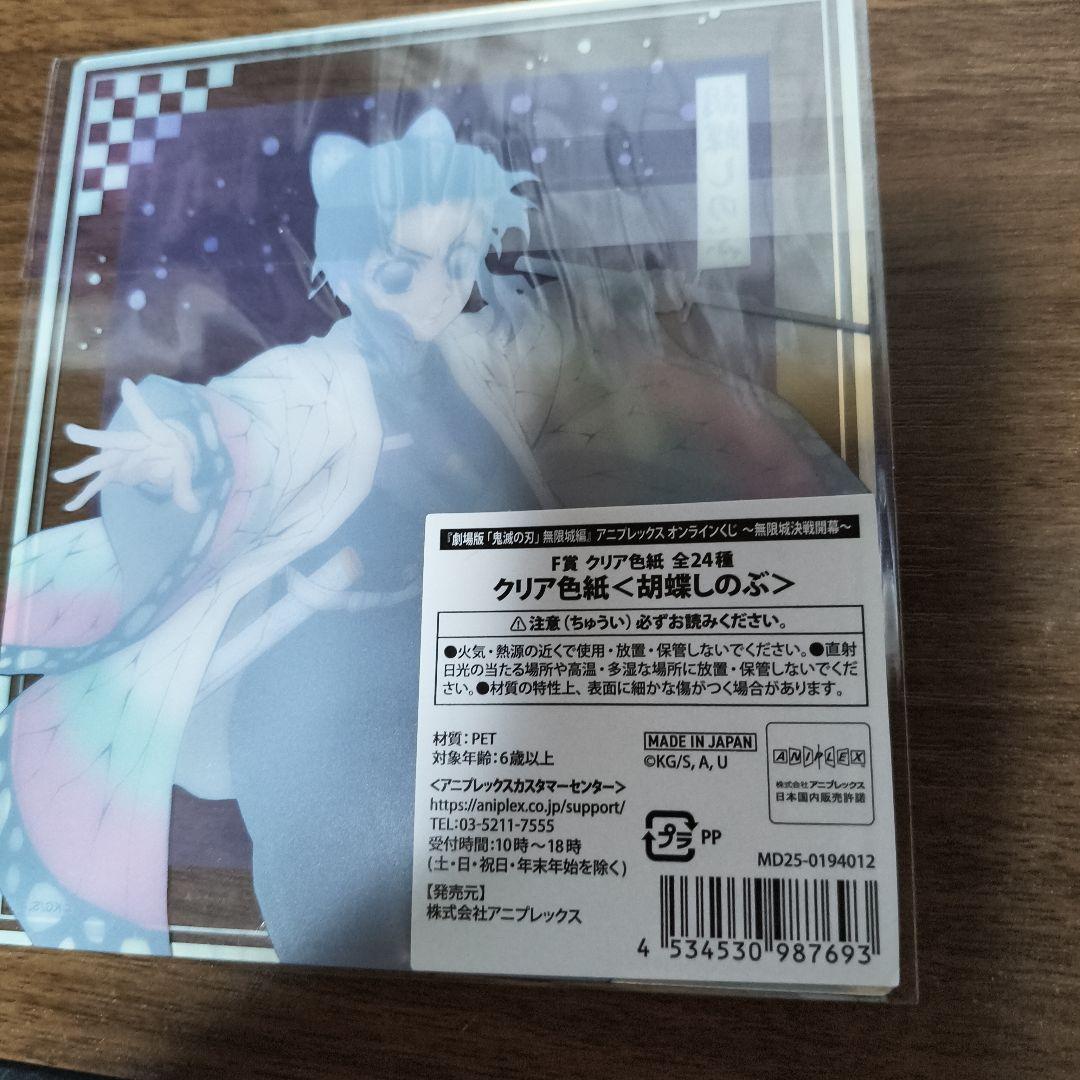 『劇場版「鬼滅の刃」無限城編』アニプレックス オンラインくじ ～無限城決戦開幕～
F賞 クリア色紙 全24種
クリア色紙＜胡蝶しのぶ＞
⚠注意(ちゅうい)必ずお読みください。
●火気・熱源の近くで使用・放置・保管しないでください。●直射
日光の当たる場所や高温・多湿な場所に放置・保管しないでくだ
さい。●材質の特性上、表面に細かな傷がつく場合があります。
材質：PET
対象年齢：6歳以上
＜アニプレックスカスタマーセンター＞
https://aniplex.co.jp/support/
TEL：03-5211-7555
受付時間：10時～18時
(土・日・祝日・年末年始を除く)
【発売元】
株式会社アニプレックス
MADE IN JAPAN
©KG/S, A, U
ANIPLEX
株式会社アニプレックス
日本国内販売許諾
プラ PP
MD25-0194012
4 534530 987693